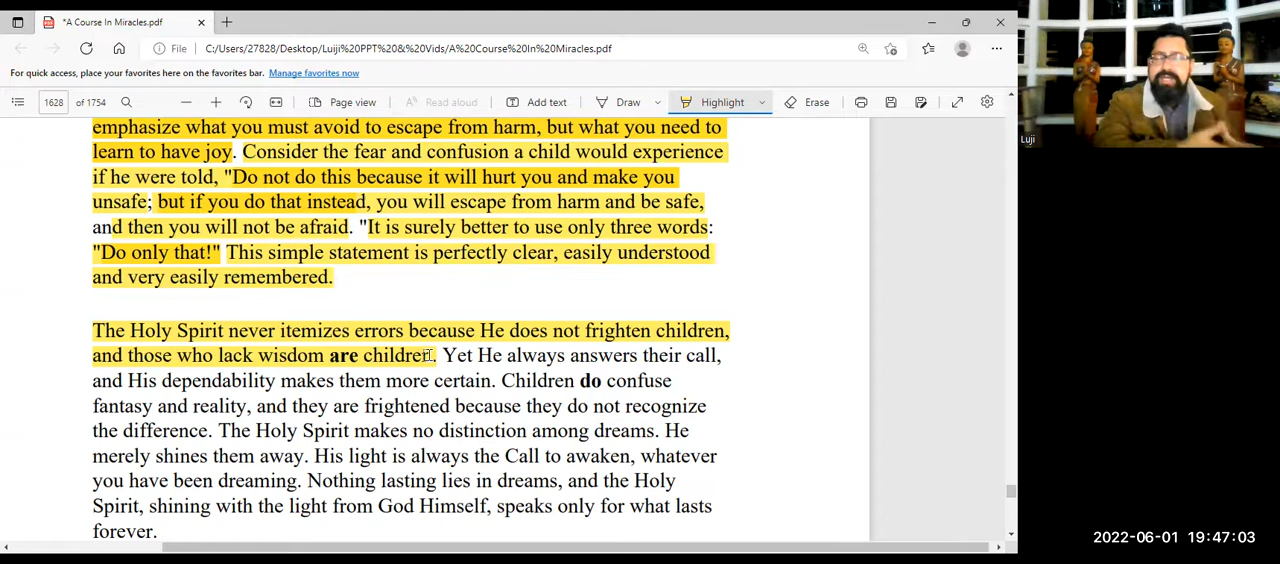 *A Course In Miracles.pdf
File C:/Users/27828/Desktop/Luiji%20PPT%20&%20Vids/A%20Course%20In%20Miracles.pdf
For quick access, place your favorites here on the favorites bar. Manage favorites now
1628 of 1754 Page view Read aloud Add text Draw Highlight Erase
emphasize what you must avoid to escape from harm, but what you need to
learn to have joy. Consider the fear and confusion a child would experience
if he were told, "Do not do this because it will hurt you and make you
unsafe; but if you do that instead, you will escape from harm and be safe,
and then you will not be afraid. "It is surely better to use only three words:
"Do only that!" This simple statement is perfectly clear, easily understood
and very easily remembered.
The Holy Spirit never itemizes errors because He does not frighten children,
and those who lack wisdom are children. Yet He always answers their call,
and His dependability makes them more certain. Children do confuse
fantasy and reality, and they are frightened because they do not recognize
the difference. The Holy Spirit makes no distinction among dreams. He
merely shines them away. His light is always the Call to awaken, whatever
you have been dreaming. Nothing lasting lies in dreams, and the Holy
Spirit, shining with the light from God Himself, speaks only for what lasts
forever.
Luji
2022-06-01 19:47:03